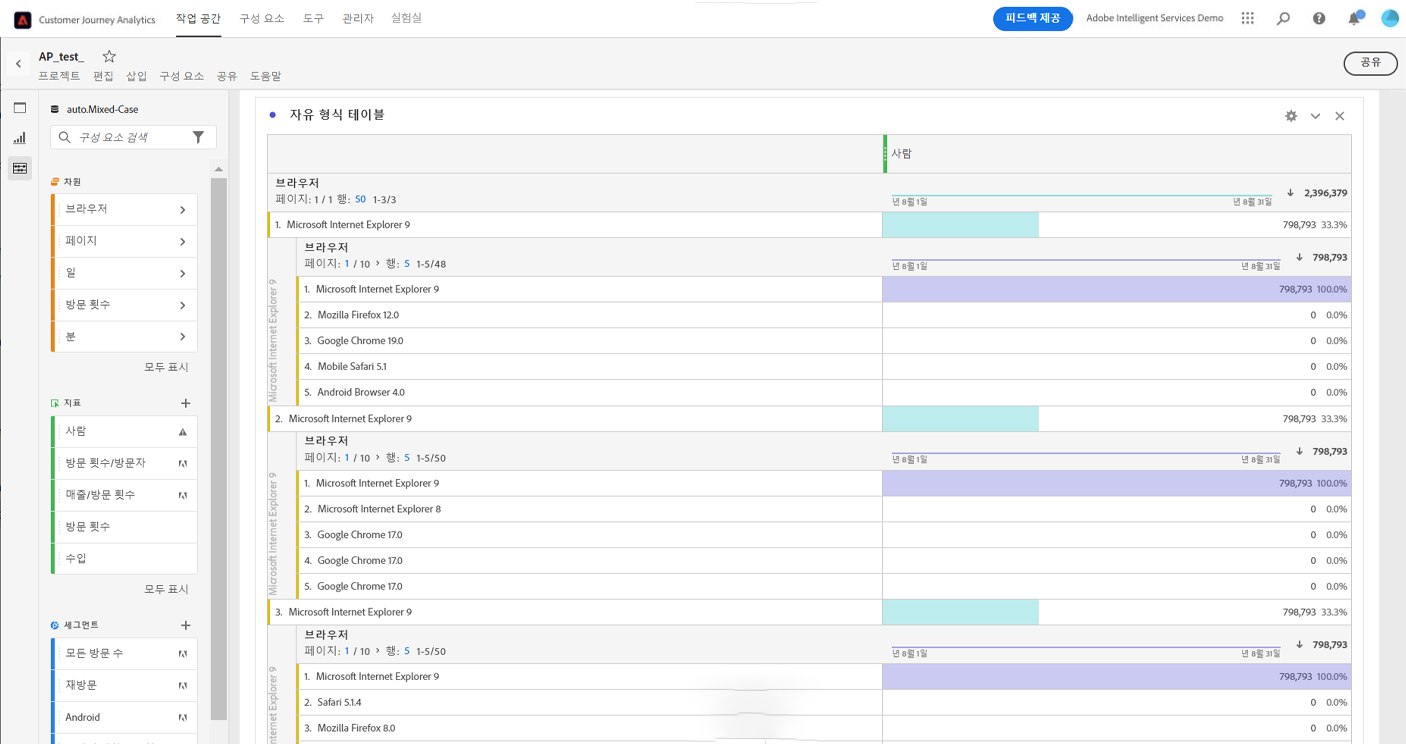 Customer Journey Analytics 작업 공간 구성 요소 도구 관리자 실험실 피드백 제공 Adobe Intelligent Services Demo
AP_test_
프로젝트 편집 삽입 구성 요소 공유 도움말
공유
auto.Mixed-Case
구성 요소 검색
차원
브라우저
페이지
일
방문 횟수
분
모두 표시
지표
사람
방문 횟수/방문자
매출/방문 횟수
방문 횟수
수입
모두 표시
세그먼트
모든 방문 수
재방문
Android
자유 형식 테이블
사람
브라우저
페이지: 1 / 1 행: 50 1-3/3
년 8월 1일 년 8월 31일 2,396,379
1. Microsoft Internet Explorer 9 798,793 33.3%
Microsoft Internet Explorer 9
브라우저
페이지: 1 / 10 > 행: 5 1-5/48
년 8월 1일 년 8월 31일 798,793
1. Microsoft Internet Explorer 9 798,793 100.0%
2. Mozilla Firefox 12.0 0 0.0%
3. Google Chrome 19.0 0 0.0%
4. Mobile Safari 5.1 0 0.0%
5. Android Browser 4.0 0 0.0%
2. Microsoft Internet Explorer 9 798,793 33.3%
Microsoft Internet Explorer 9
브라우저
페이지: 1 / 10 > 행: 5 1-5/50
년 8월 1일 년 8월 31일 798,793
1. Microsoft Internet Explorer 9 798,793 100.0%
2. Microsoft Internet Explorer 8 0 0.0%
3. Google Chrome 17.0 0 0.0%
4. Google Chrome 17.0 0 0.0%
5. Google Chrome 17.0 0 0.0%
3. Microsoft Internet Explorer 9 798,793 33.3%
Internet Explorer 9
브라우저
페이지: 1 / 10 > 행: 5 1-5/50
년 8월 1일 년 8월 31일 798,793
1. Microsoft Internet Explorer 9 798,793 100.0%
2. Safari 5.1.4 0 0.0%
3. Mozilla Firefox 8.0 0 0.0%